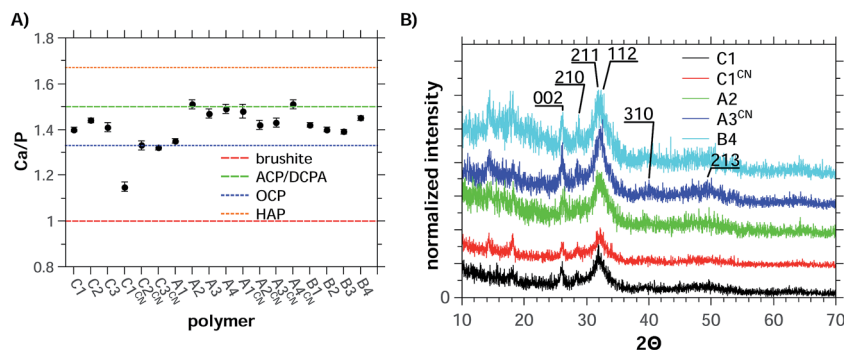 A)
1.8
1.6
1.4
1.2
1
0.8
Ca/P
brushite
ACP/DCPA
OCP
HAP
C1
C2
C3
C1CN
C2CN
C3CN
A1
A2
A3
A4
A1CN
A2CN
A3CN
A4CN
B1
B2
B3
B4
polymer
B)
normalized intensity
0
002
210
211
112
310
213
C1
C1CN
A2
A3CN
B4
10
20
30
40
50
60
70
2Θ